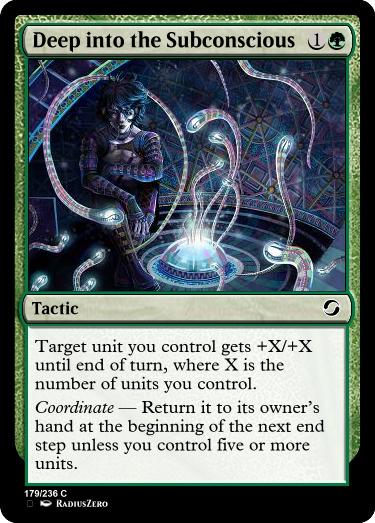 Deep into the Subconscious 1
Tactic
Target unit you control gets +X/+X
until end of turn, where X is the
number of units you control.
Coordinate — Return it to its owner's
hand at the beginning of the next end
step unless you control five or more
units.
179/236 C
RadiusZero